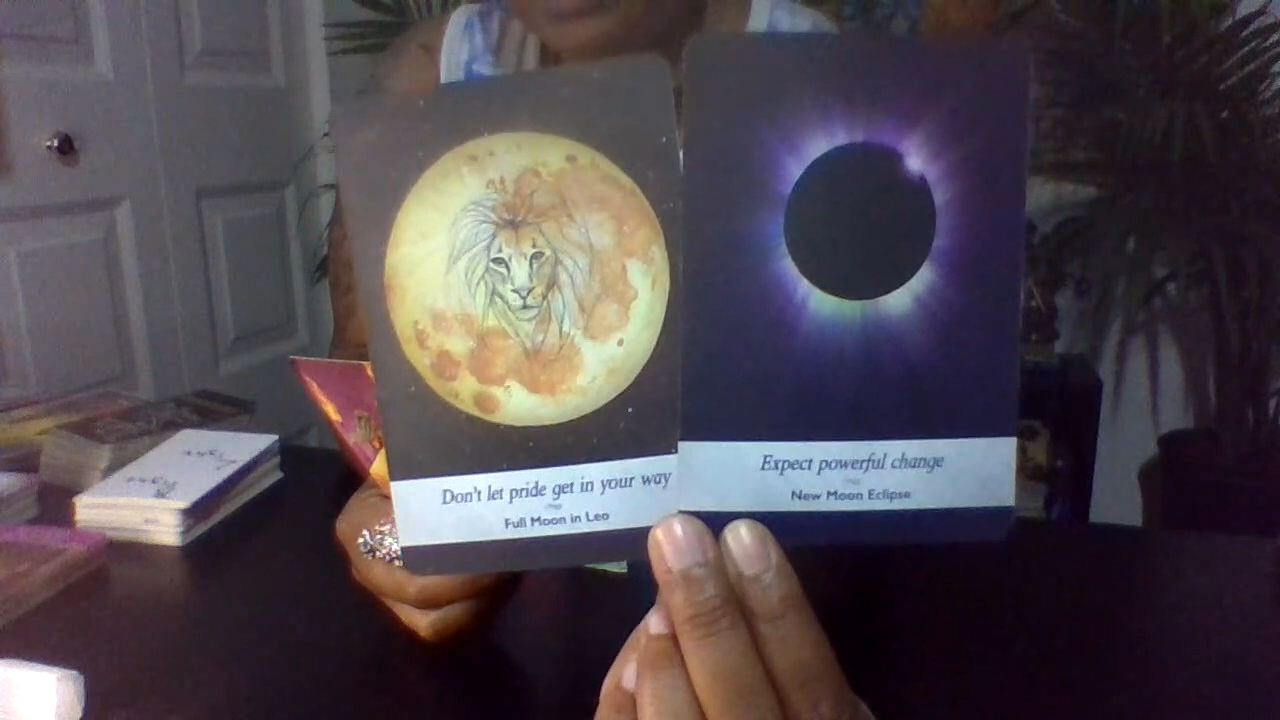 Don't let pride get in your way
Full Moon in Leo
Expect powerful change
New Moon Eclipse